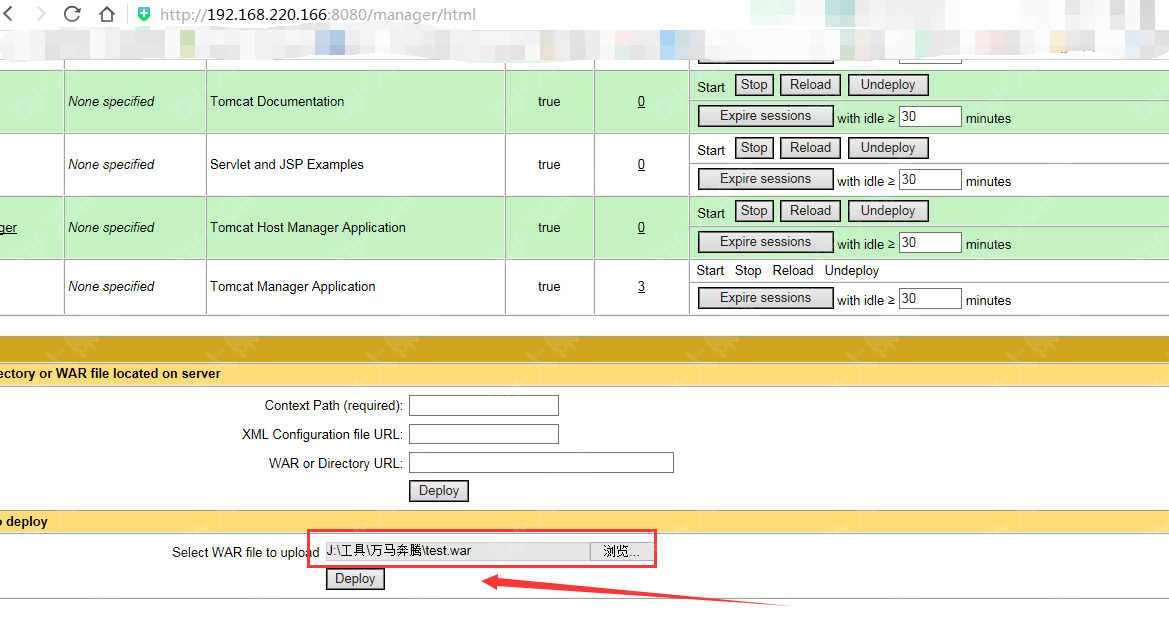 http://192.168.220.166:8080/manager/html
None specified Tomcat Documentation true 0 Start Stop Reload Undeploy
Expire sessions with idle ≥ 30 minutes
None specified Servlet and JSP Examples true 0 Start Stop Reload Undeploy
Expire sessions with idle ≥ 30 minutes
ger None specified Tomcat Host Manager Application true 0 Start Stop Reload Undeploy
Expire sessions with idle ≥ 30 minutes
None specified Tomcat Manager Application true 3 Start Stop Reload Undeploy
Expire sessions with idle ≥ 30 minutes
ectory or WAR file located on server
Context Path (required):
XML Configuration file URL:
WAR or Directory URL:
Deploy
o deploy
Select WAR file to upload J:\工具\万马奔腾\test.war 浏览...
Deploy